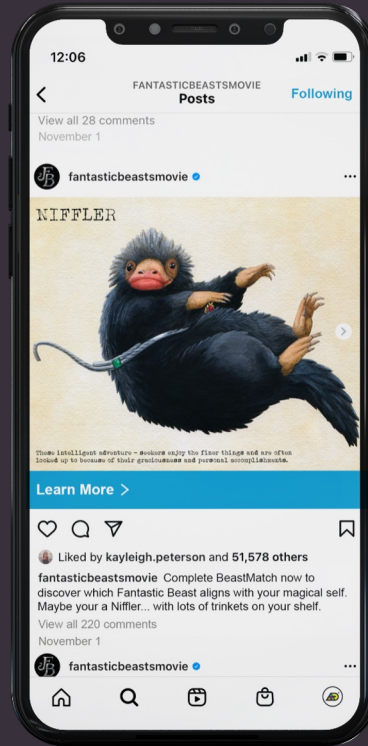 12:06
FANTASTICBEASTSMOVIE
Posts
Following
View all 28 comments
November 1
fantasticbeastsmovie
NIFFLER
These intelligent adventure - seekers enjoy the finer things and are often
looked up to because of their graciousness and personal accomplishments.
Learn More >
Liked by kayleigh.peterson and 51,578 others
fantasticbeastsmovie Complete BeastMatch now to
discover which Fantastic Beast aligns with your magical self.
Maybe your a Niffler... with lots of trinkets on your shelf.
View all 220 comments
November 1
fantasticbeastsmovie